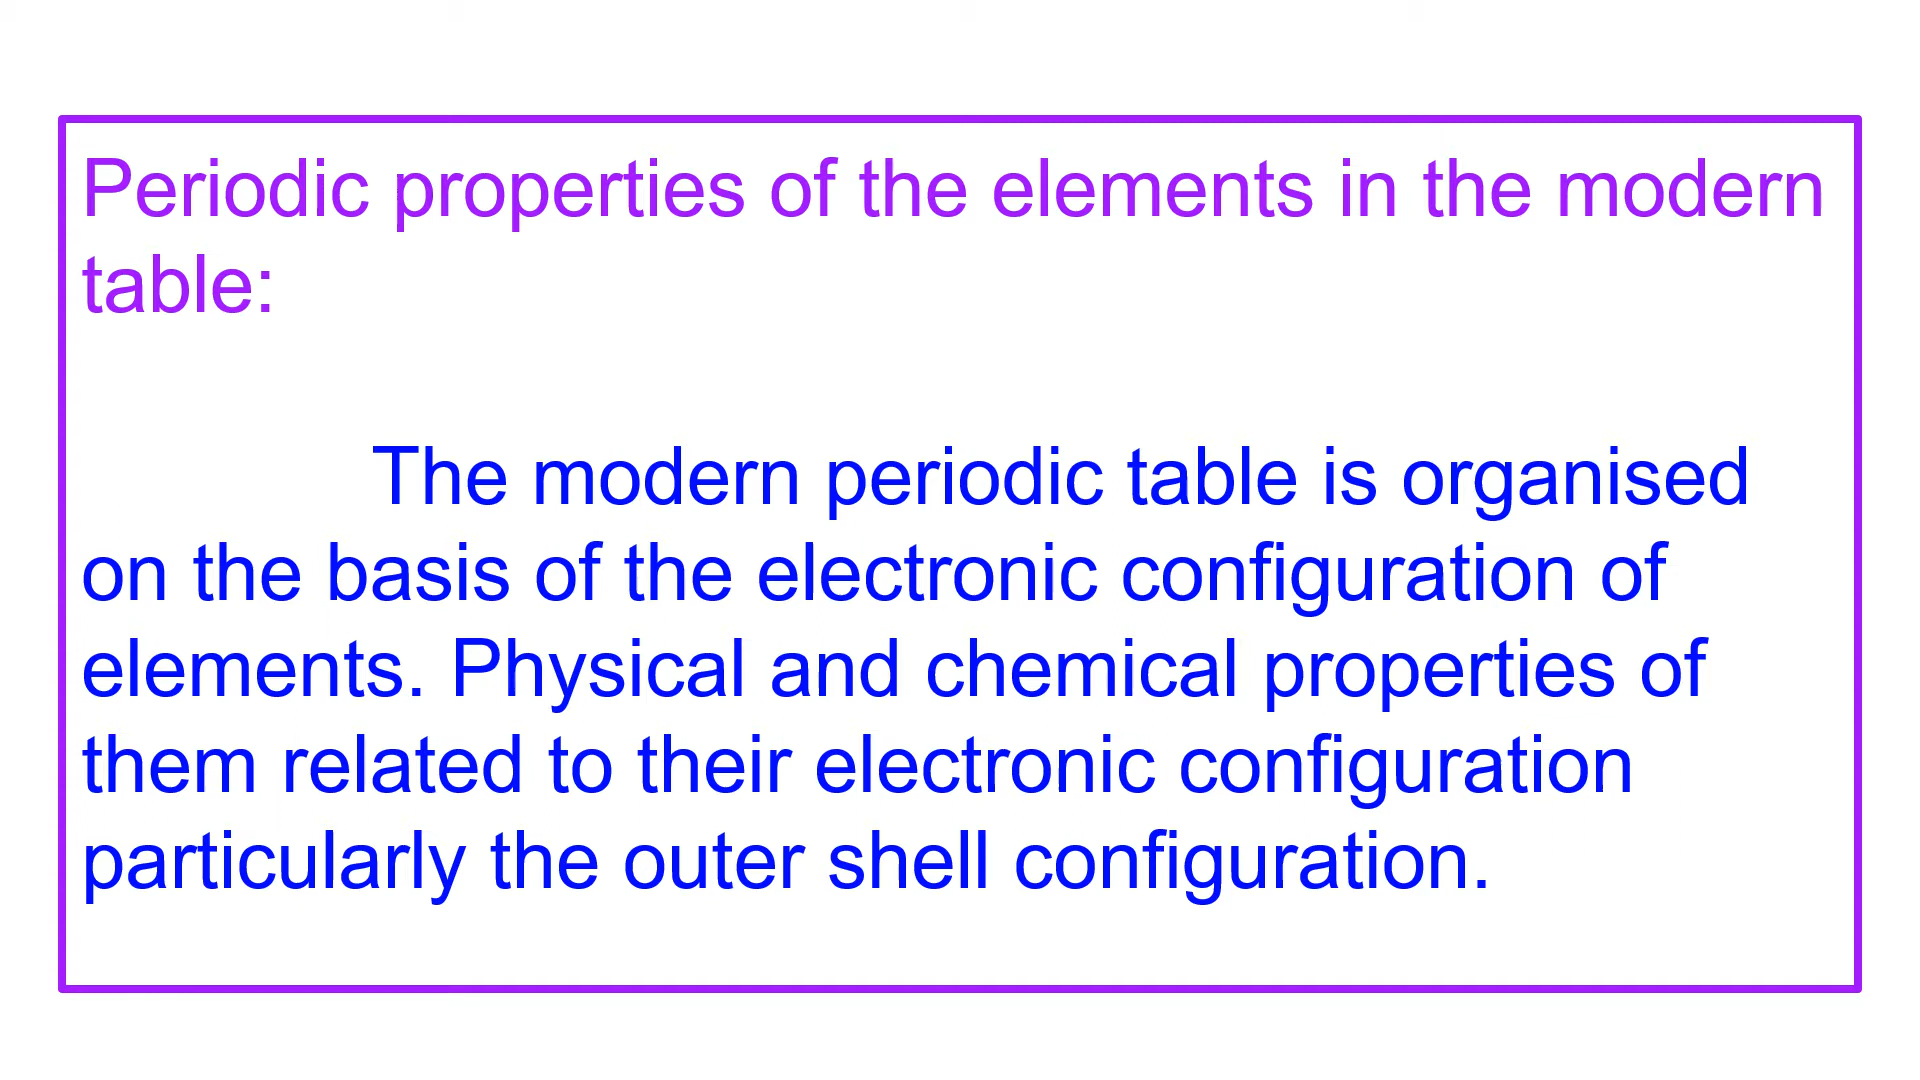 Periodic properties of the elements in the modern
table:
The modern periodic table is organised
on the basis of the electronic configuration of
elements. Physical and chemical properties of
them related to their electronic configuration
particularly the outer shell configuration.